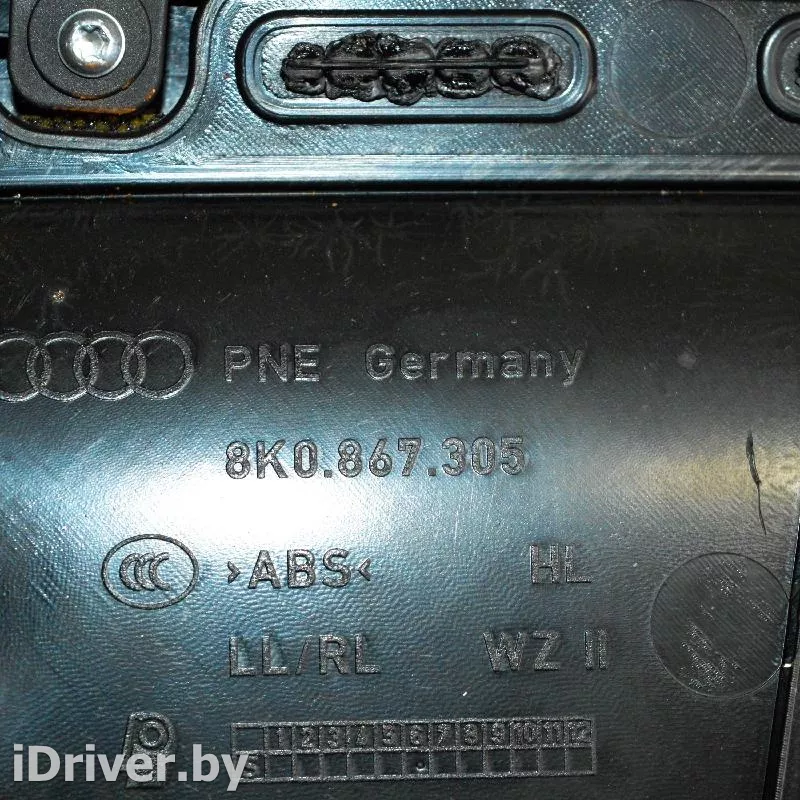 PNE Germany
8K0.867.305
CCC >ABS< HL
LL/RL WZ II
1 2 3 4 5 6 7 8 9 10 11 12
S
iDriver.by